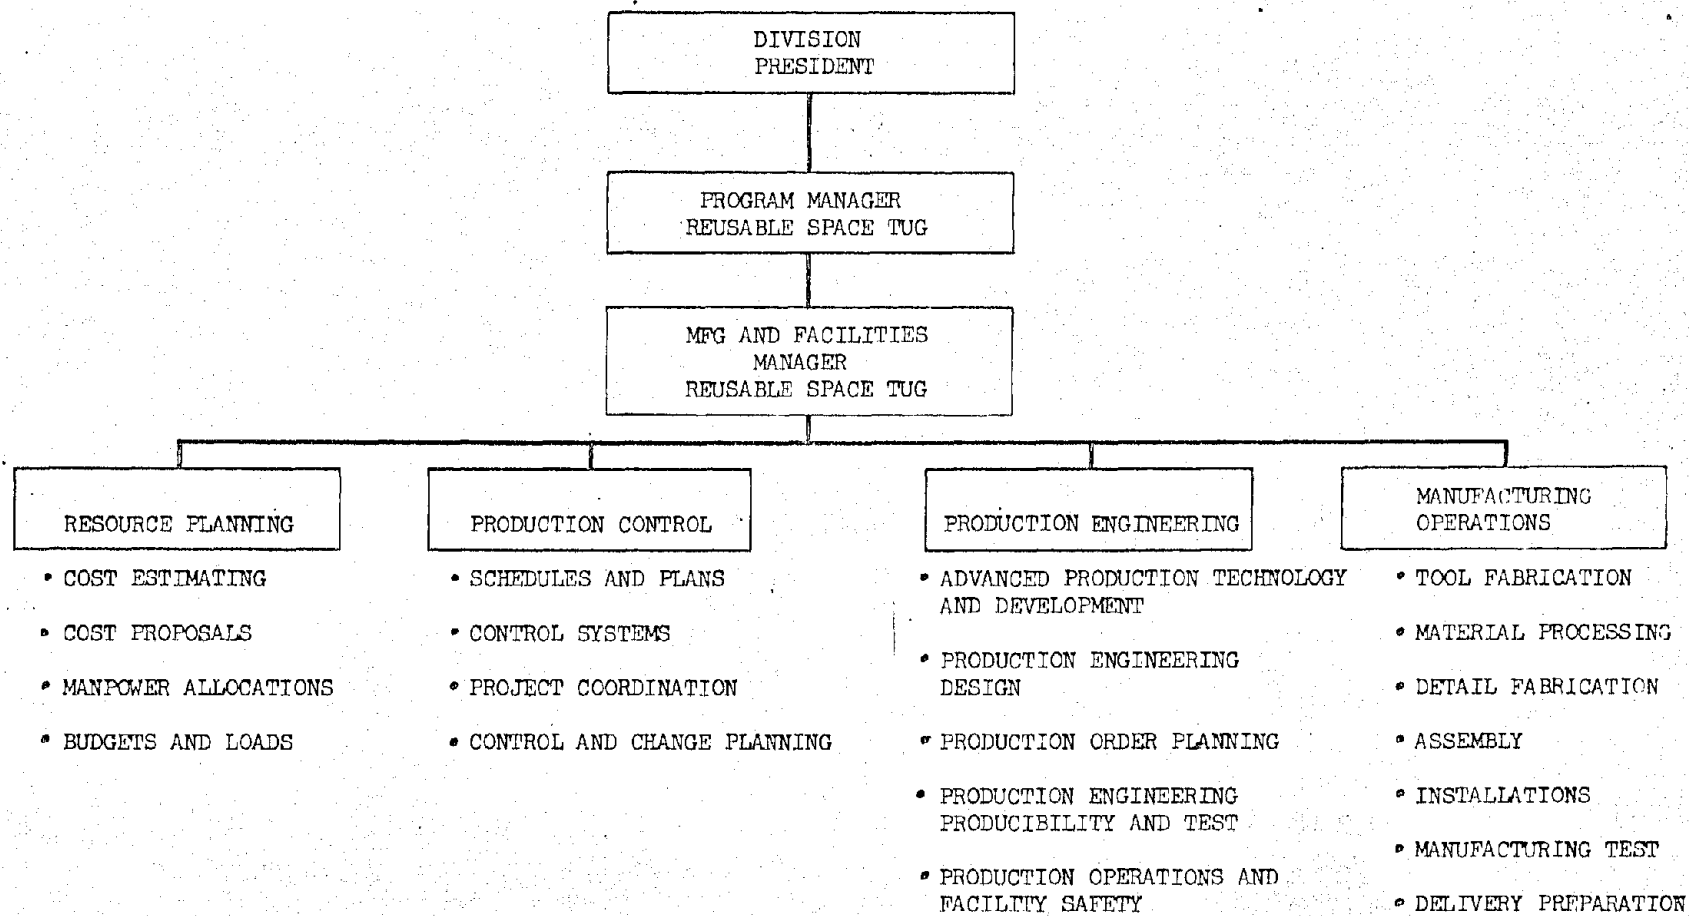 DIVISION
PRESIDENT
PROGRAM MANAGER
REUSABLE SPACE TUG
MFG AND FACILITIES
MANAGER
REUSABLE SPACE TUG
RESOURCE PLANNING
• COST ESTIMATING
• COST PROPOSALS
• MANPOWER ALLOCATIONS
• BUDGETS AND LOADS
PRODUCTION CONTROL
• SCHEDULES AND PLANS
• CONTROL SYSTEMS
• PROJECT COORDINATION
• CONTROL AND CHANGE PLANNING
PRODUCTION ENGINEERING
• ADVANCED PRODUCTION TECHNOLOGY
AND DEVELOPMENT
• PRODUCTION ENGINEERING
DESIGN
• PRODUCTION ORDER PLANNING
• PRODUCTION ENGINEERING
PRODUCIBILITY AND TEST
• PRODUCTION OPERATIONS AND
FACILITY SAFETY
MANUFACTURING
OPERATIONS
• TOOL FABRICATION
• MATERIAL PROCESSING
• DETAIL FABRICATION
• ASSEMBLY
• INSTALLATIONS
• MANUFACTURING TEST
• DELIVERY PREPARATION